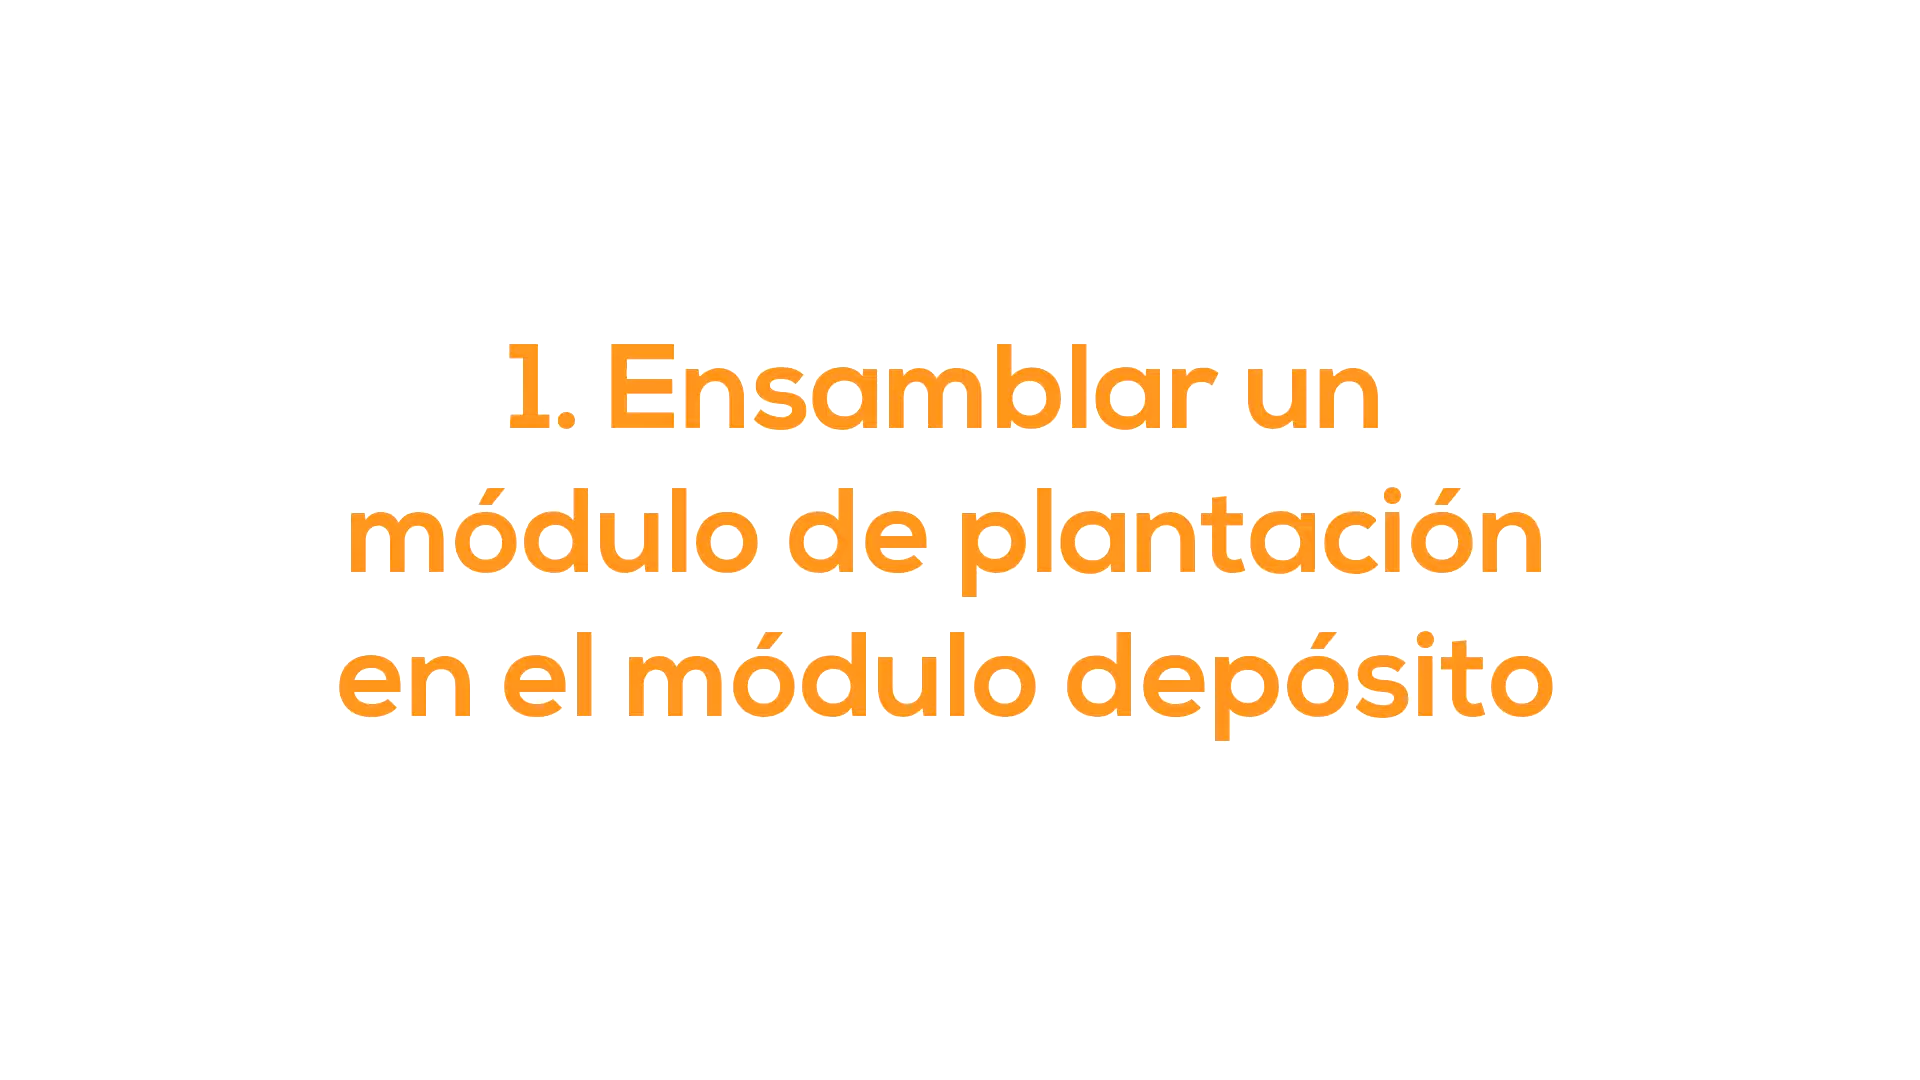 1. Ensamblar un
módulo de plantación
en el módulo depósito